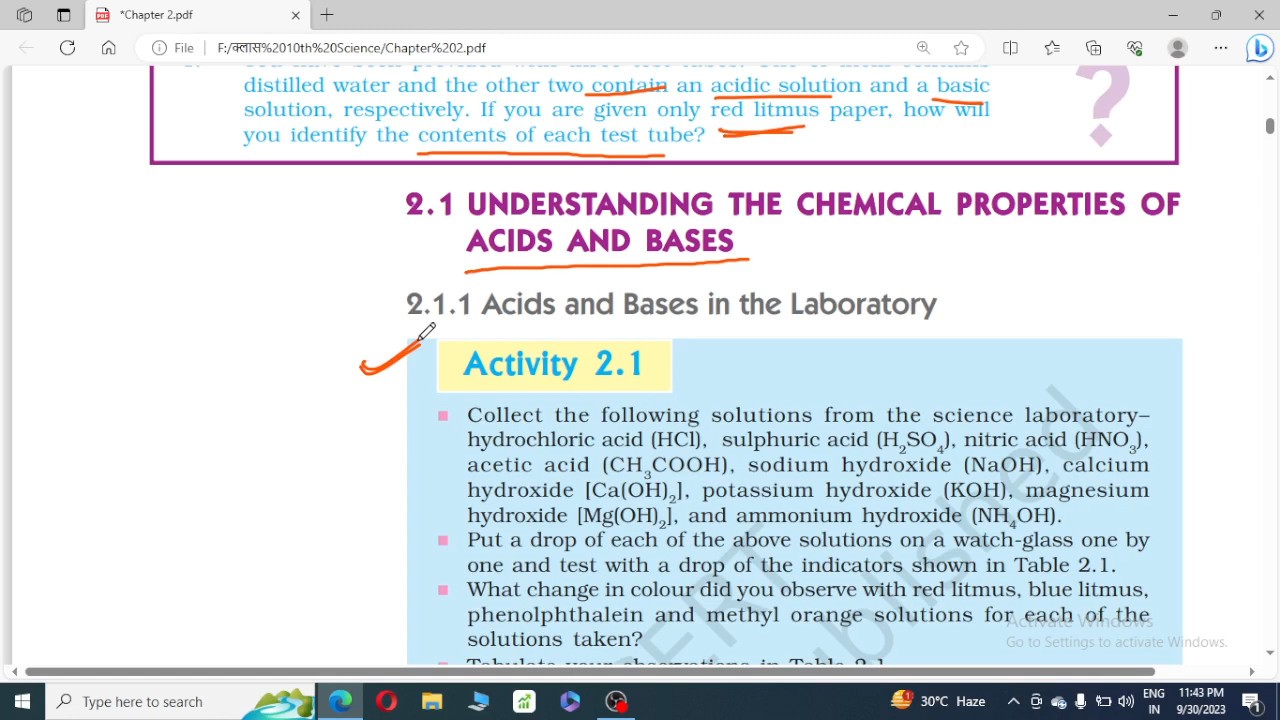 *Chapter 2.pdf
File F:/क्लास%2010th%20Science/Chapter%202.pdf
distilled water and the other two contain an acidic solution and a basic
solution, respectively. If you are given only red litmus paper, how will
you identify the contents of each test tube?
?
2.1 UNDERSTANDING THE CHEMICAL PROPERTIES OF
ACIDS AND BASES
2.1.1 Acids and Bases in the Laboratory
Activity 2.1
Collect the following solutions from the science laboratory–
hydrochloric acid (HCl), sulphuric acid (H₂SO₄), nitric acid (HNO₃),
acetic acid (CH₃COOH), sodium hydroxide (NaOH), calcium
hydroxide [Ca(OH)₂], potassium hydroxide (KOH), magnesium
hydroxide [Mg(OH)₂], and ammonium hydroxide (NH₄OH).
Put a drop of each of the above solutions on a watch-glass one by
one and test with a drop of the indicators shown in Table 2.1.
What change in colour did you observe with red litmus, blue litmus,
phenolphthalein and methyl orange solutions for each of the
solutions taken?
Tabulate your observations in Table 2.1
Activate Windows
Go to Settings to activate Windows.
Type here to search
30°C Haze
ENG
IN
11:43 PM
9/30/2023
1
1